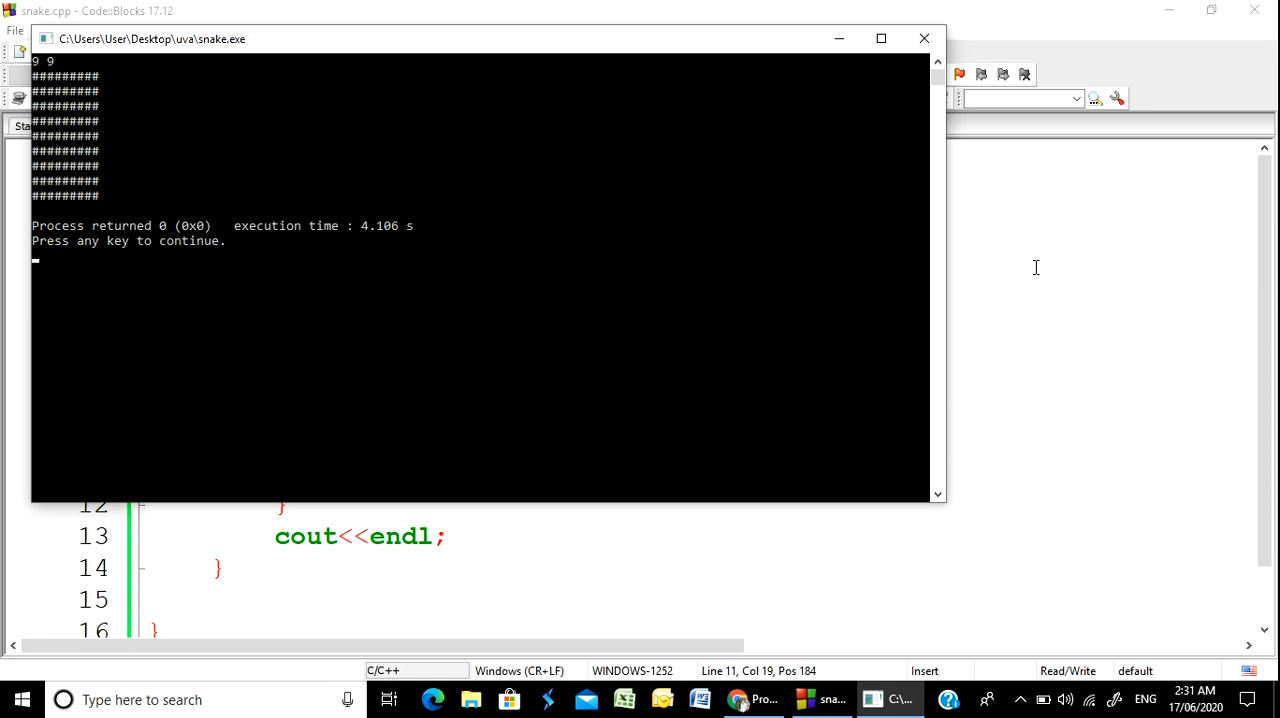 snake.cpp - Code::Blocks 17.12
File
C:\Users\User\Desktop\uva\snake.exe
9 9
#########
#########
#########
#########
#########
#########
#########
#########
#########
Process returned 0 (0x0)   execution time : 4.106 s
Press any key to continue.
Sta
12 }
13 cout<<endl;
14 }
15
16 }
C/C++ Windows (CR+LF) WINDOWS-1252 Line 11, Col 19, Pos 184 Insert Read/Write default
Type here to search Pro... sna... C:\... ENG 2:31 AM
17/06/2020